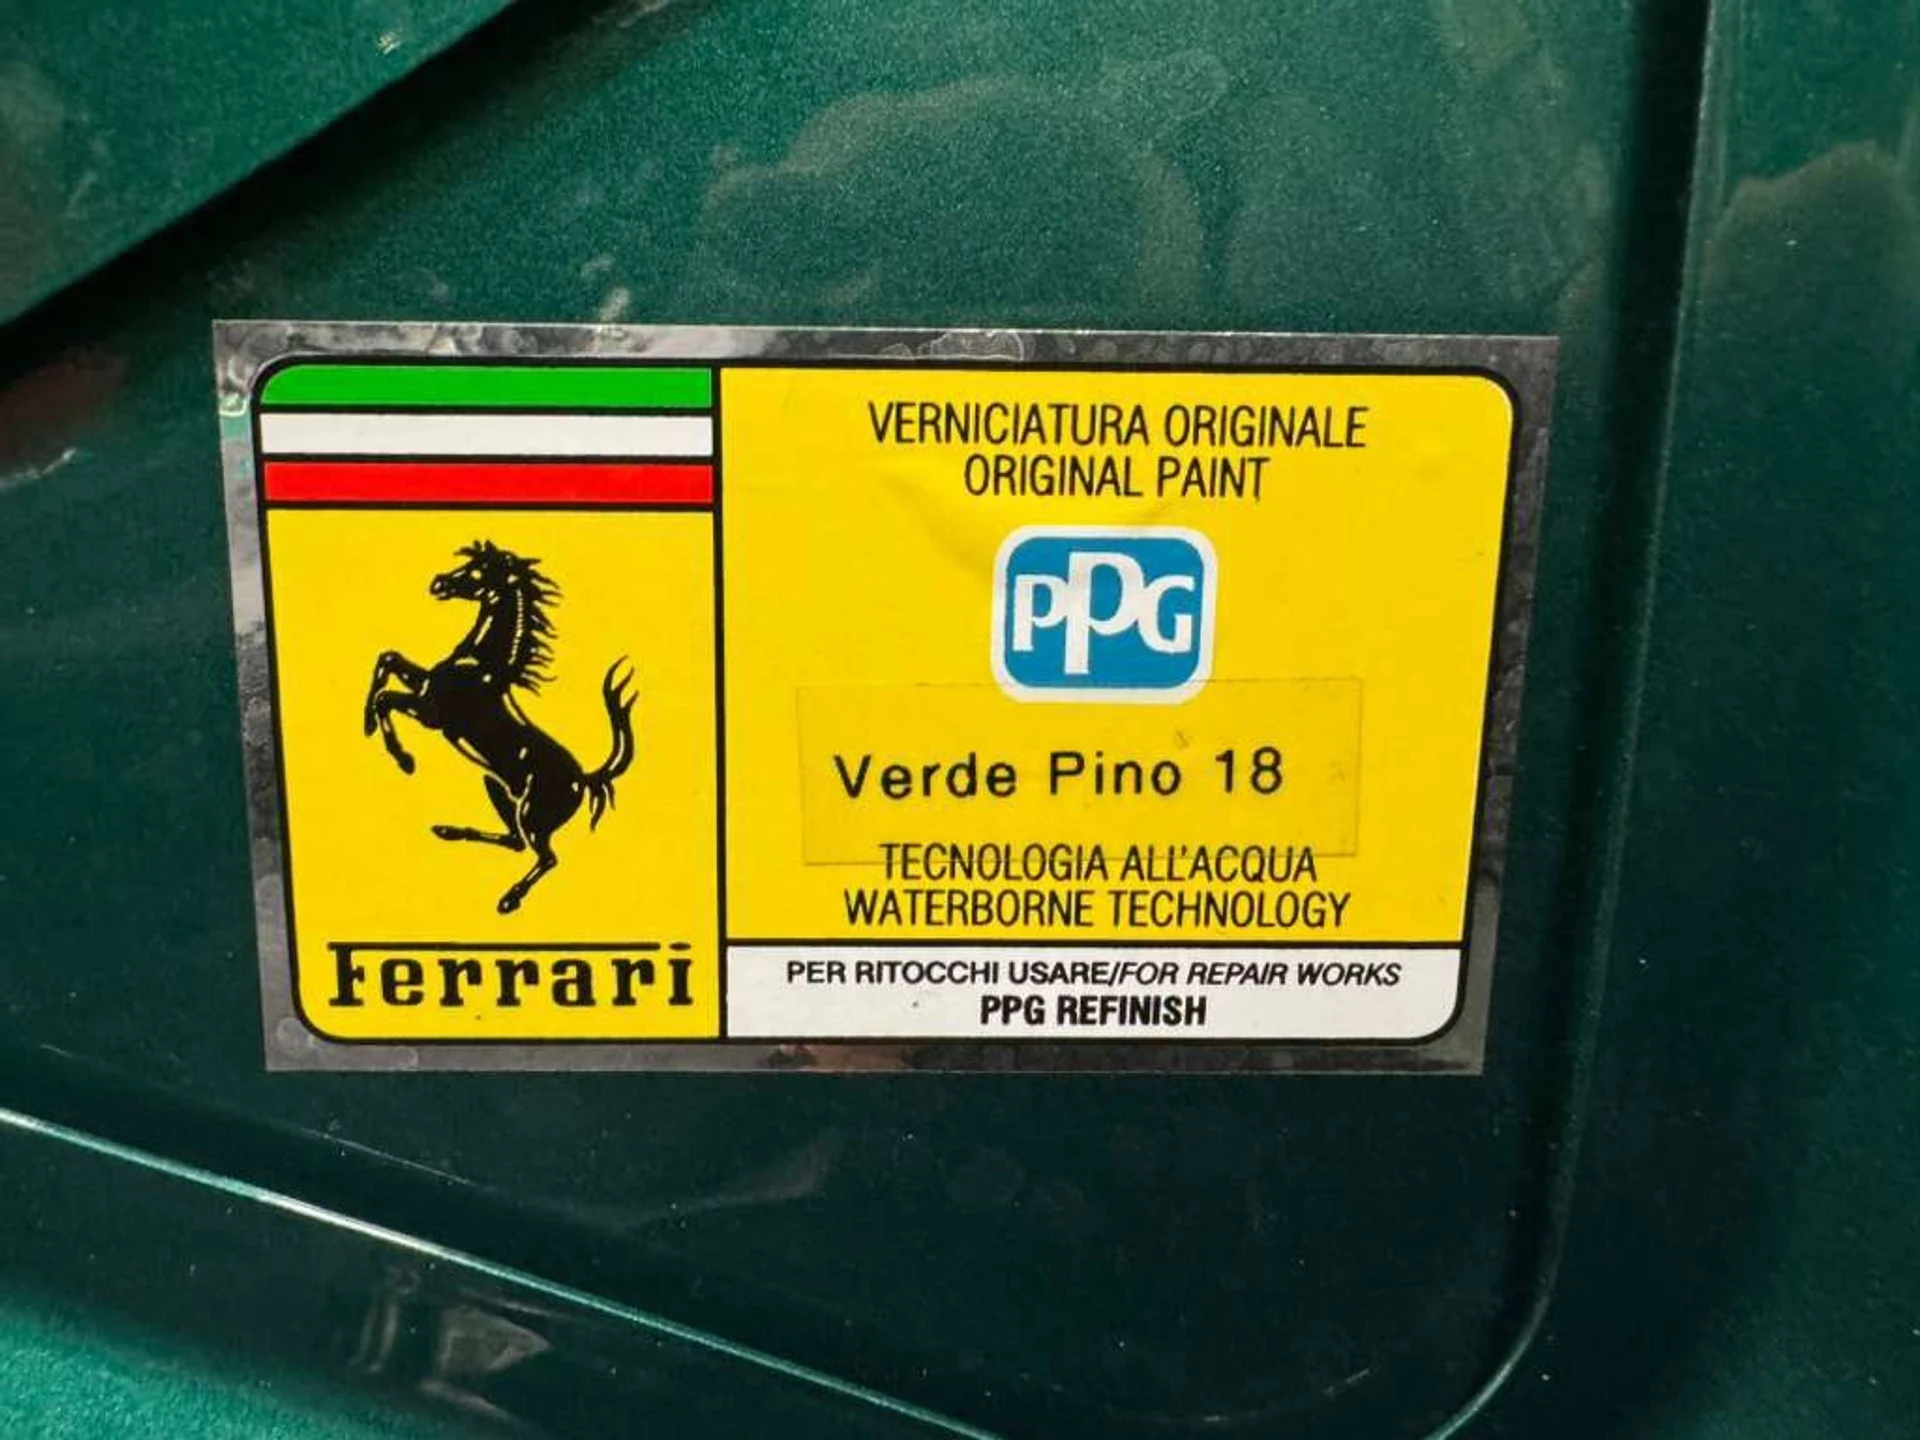 VERNICIATURA ORIGINALE
ORIGINAL PAINT
PPG
Verde Pino 18
TECNOLOGIA ALL'ACQUA
WATERBORNE TECHNOLOGY
Ferrari
PER RITOCCHI USARE/FOR REPAIR WORKS
PPG REFINISH